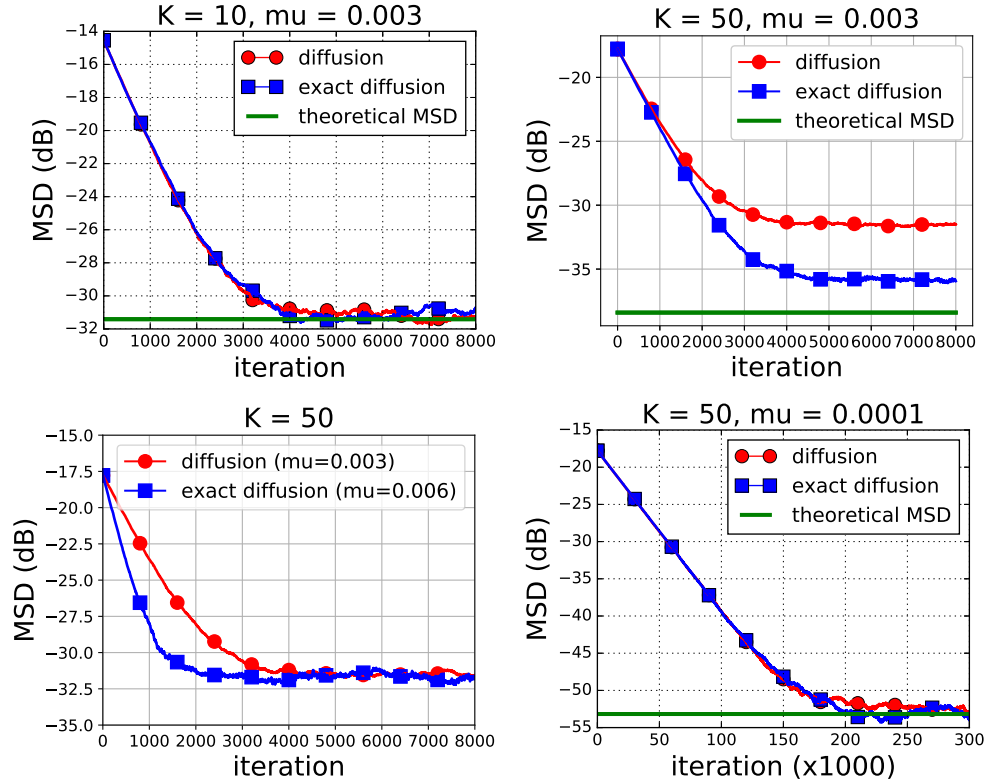 K = 10, mu = 0.003
MSD (dB)
−14
−16
−18
−20
−22
−24
−26
−28
−30
−32
diffusion
exact diffusion
theoretical MSD
0 1000 2000 3000 4000 5000 6000 7000 8000
iteration
K = 50, mu = 0.003
MSD (dB)
−20
−25
−30
−35
diffusion
exact diffusion
theoretical MSD
0 1000 2000 3000 4000 5000 6000 7000 8000
iteration
K = 50
MSD (dB)
−15.0
−17.5
−20.0
−22.5
−25.0
−27.5
−30.0
−32.5
−35.0
diffusion (mu=0.003)
exact diffusion (mu=0.006)
0 1000 2000 3000 4000 5000 6000 7000 8000
iteration
K = 50, mu = 0.0001
MSD (dB)
−15
−20
−25
−30
−35
−40
−45
−50
−55
diffusion
exact diffusion
theoretical MSD
0 50 100 150 200 250 300
iteration (x1000)